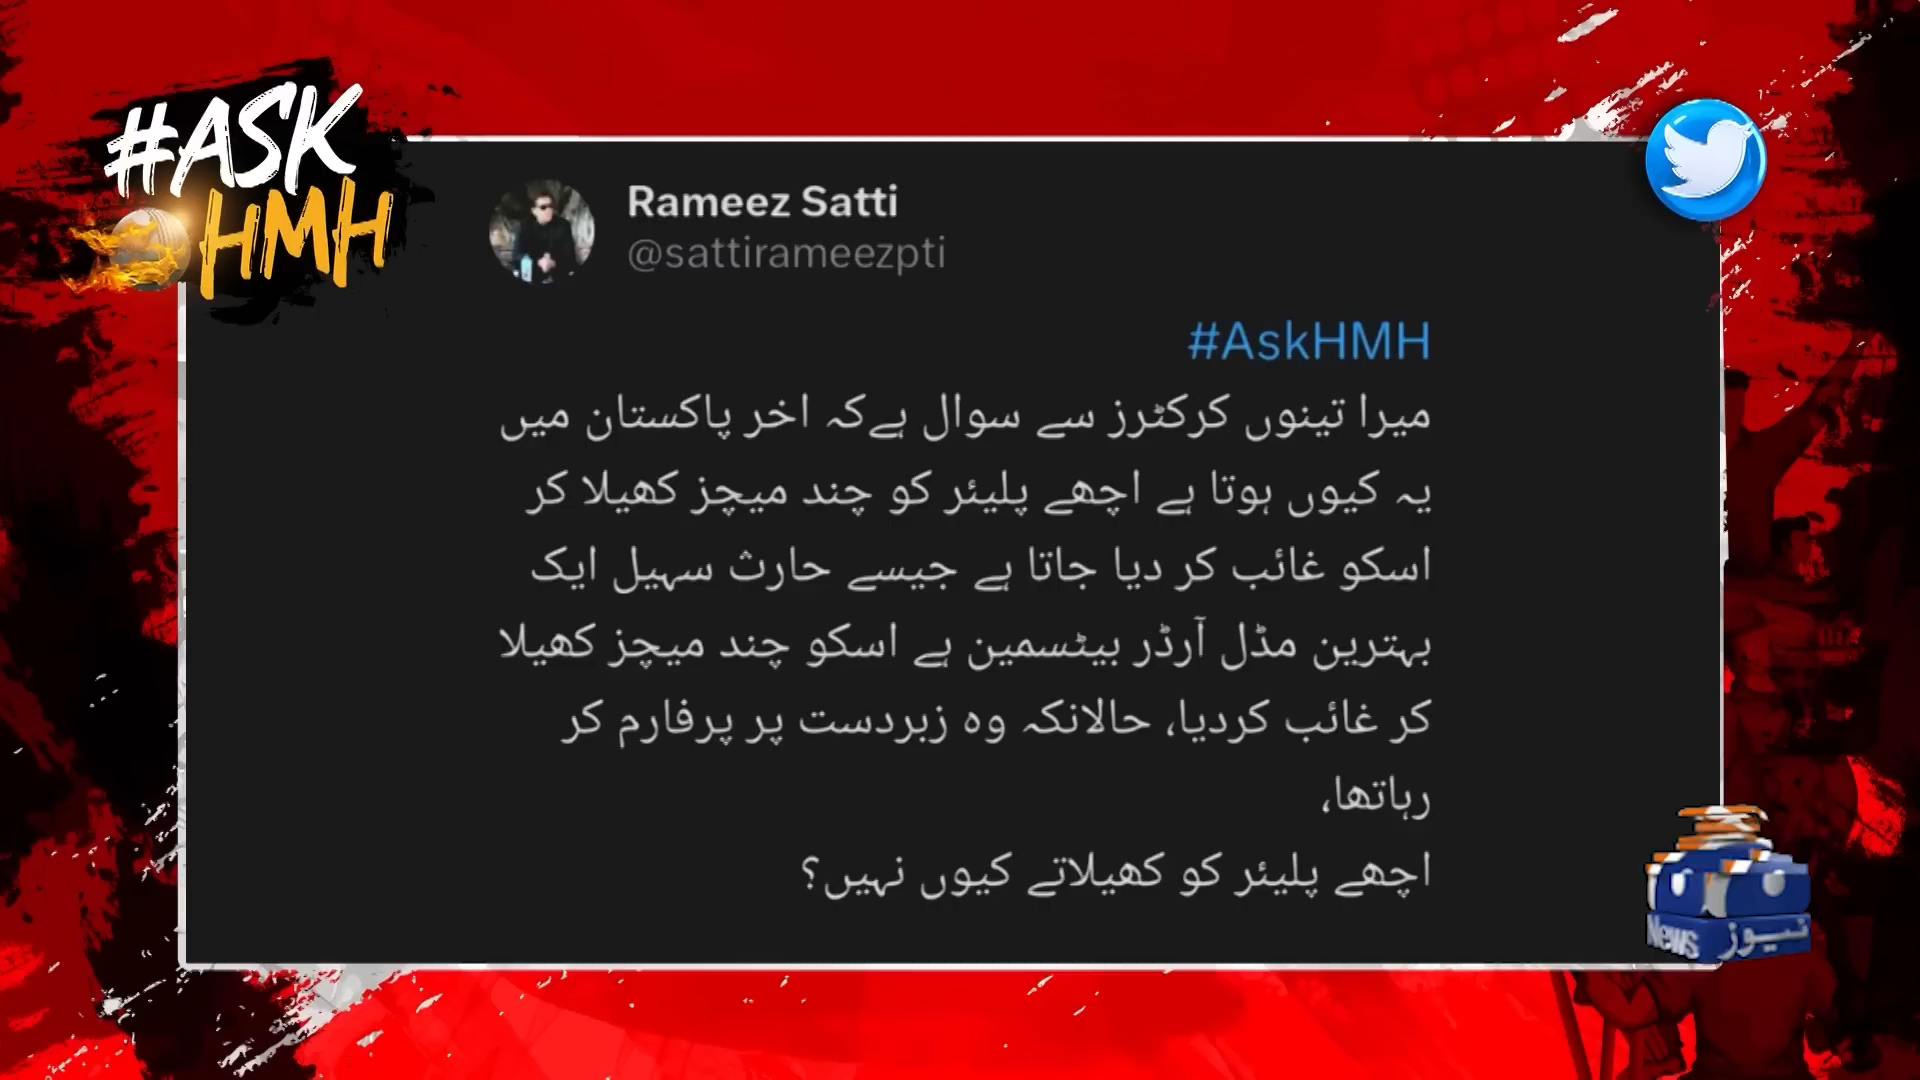 #ASK
HMH
Rameez Satti
@sattirameezpti
#AskHMH
میرا تینوں کرکٹرز سے سوال ہےکہ اخر پاکستان میں
یہ کیوں ہوتا ہے اچھے پلیئر کو چند میچز کھیلا کر
اسکو غائب کر دیا جاتا ہے جیسے حارث سہیل ایک
بہترین مڈل آرڈر بیٹسمین ہے اسکو چند میچز کھیلا
کر غائب کردیا، حالانکہ وہ زبردست پر پرفارم کر
رہاتھا،
اچھے پلیئر کو کھیلاتے کیوں نہیں؟
News نیوز